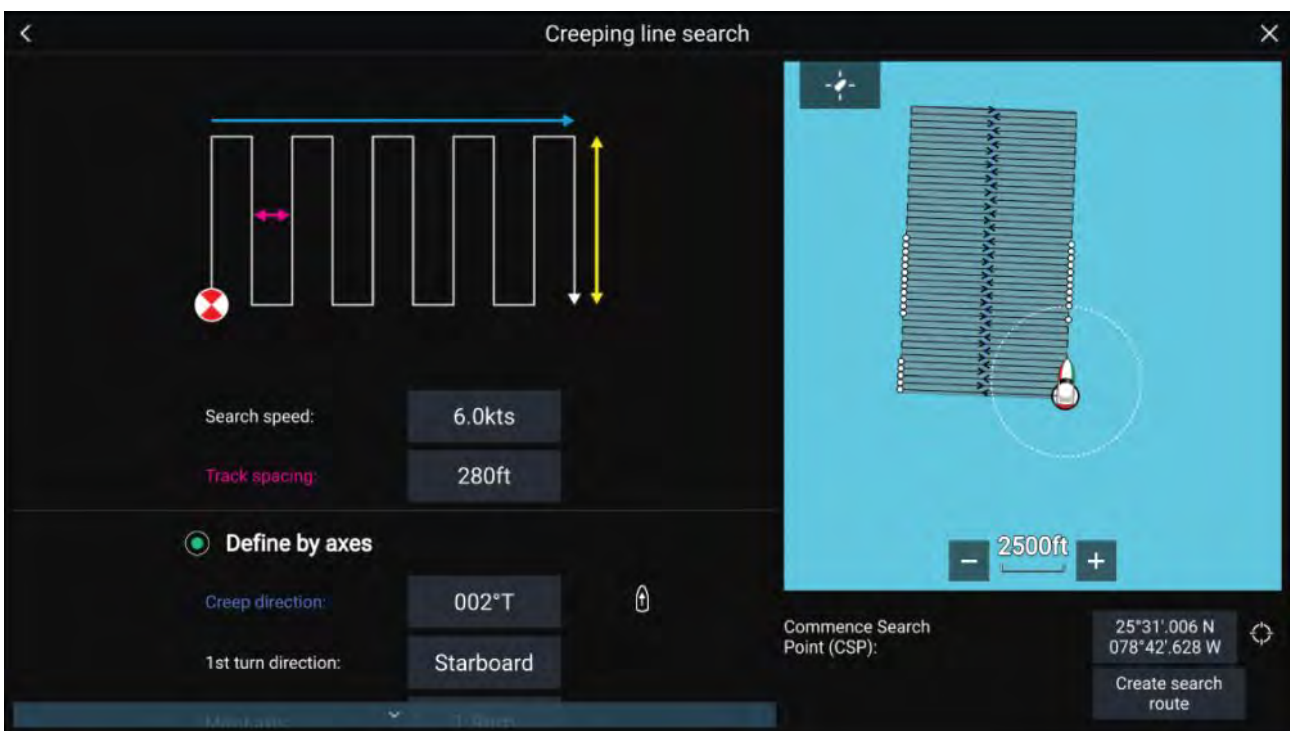 Creeping line search
Search speed: 6.0kts
Track spacing: 280ft
Define by axes
Creep direction: 002°T
1st turn direction: Starboard
2500ft
Commence Search
Point (CSP):
25°31'.006 N
078°42'.628 W
Create search
route